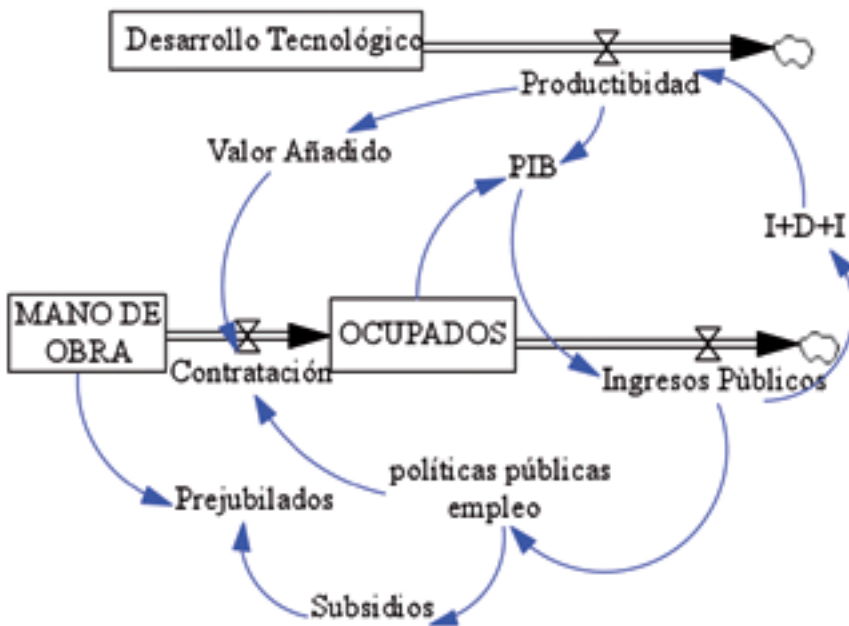 Desarrollo Tecnológico
Productibidad
Valor Añadido
PIB
I+D+I
MANO DE
OBRA
OCUPADOS
Contratación
Ingresos Pùblicos
políticas públicas
empleo
Prejubilados
Subsidios